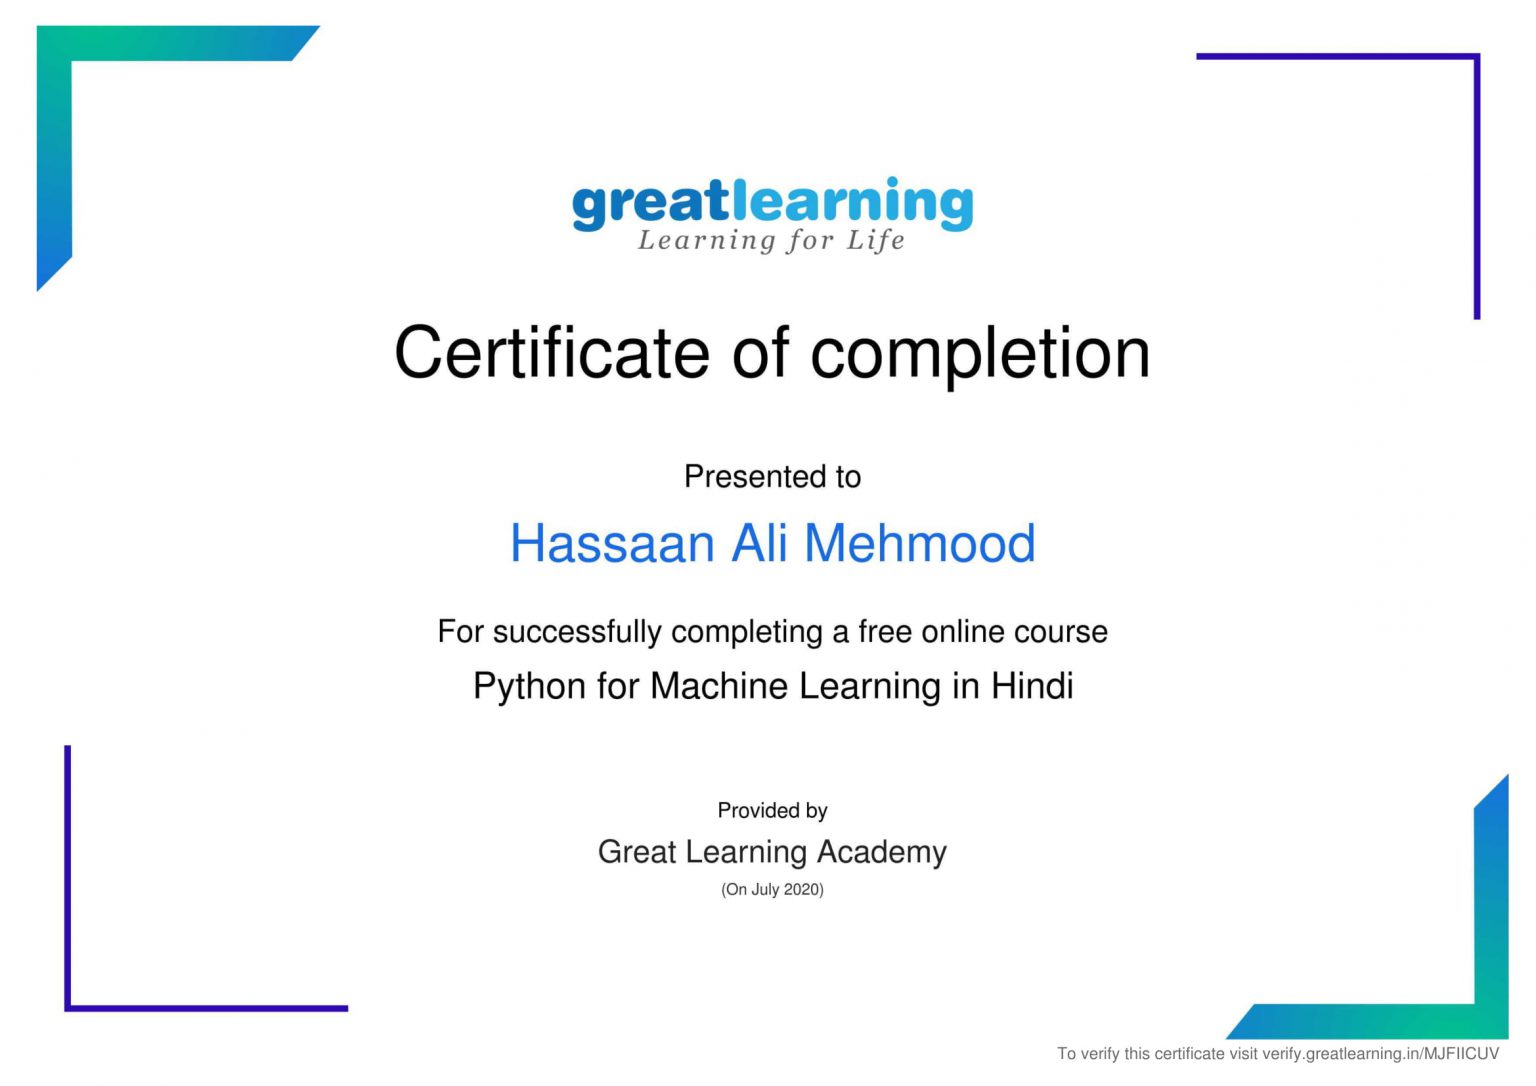 greatlearning
Learning for Life
Certificate of completion
Presented to
Hassaan Ali Mehmood
For successfully completing a free online course
Python for Machine Learning in Hindi
Provided by
Great Learning Academy
(On July 2020)
To verify this certificate visit verify.greatlearning.in/MJFIICUV